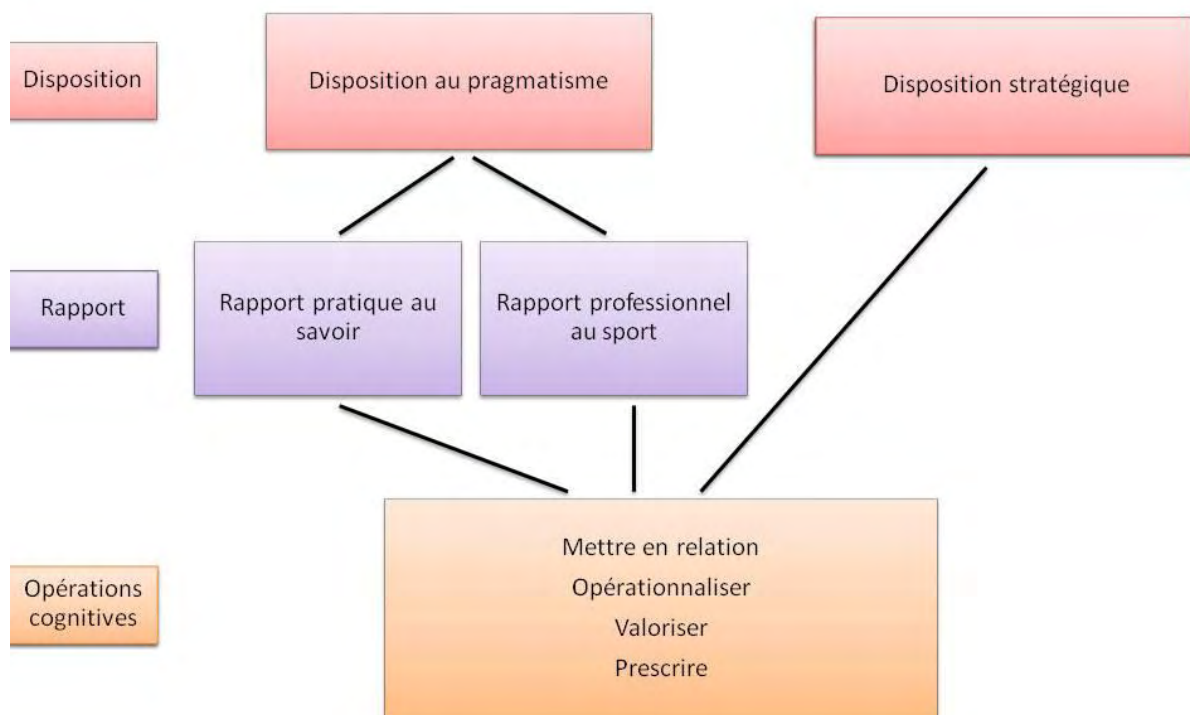 Disposition
Disposition au pragmatisme
Disposition stratégique
Rapport
Rapport pratique au
savoir
Rapport professionnel
au sport
Opérations
cognitives
Mettre en relation
Opérationnaliser
Valoriser
Prescrire